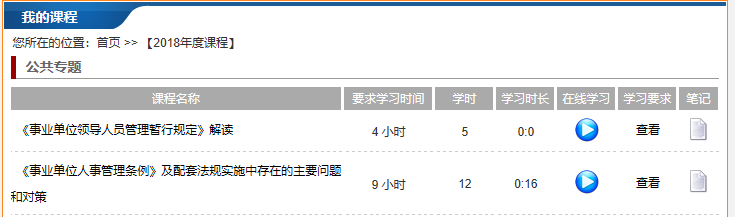 我的课程
您所在的位置：首页 >> 【2018年度课程】
公共专题
课程名称 要求学习时间 学时 学习时长 在线学习 学习要求 笔记
《事业单位领导人员管理暂行规定》解读 4 小时 5 0:0 查看
《事业单位人事管理条例》及配套法规实施中存在的主要问题
和对策 9 小时 12 0:16 查看